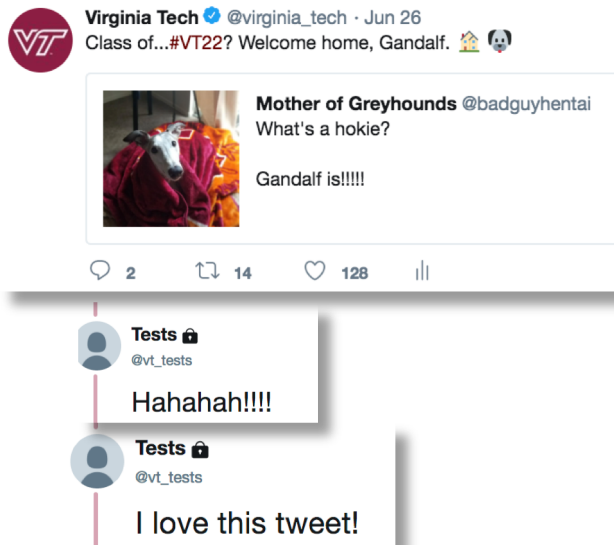 VT Virginia Tech @virginia_tech · Jun 26
Class of...#VT22? Welcome home, Gandalf. 🏠 🐶
Mother of Greyhounds @badguyhentai
What's a hokie?
Gandalf is!!!!!
2 14 128
Tests 🔒
@vt_tests
Hahahah!!!!
Tests 🔒
@vt_tests
I love this tweet!